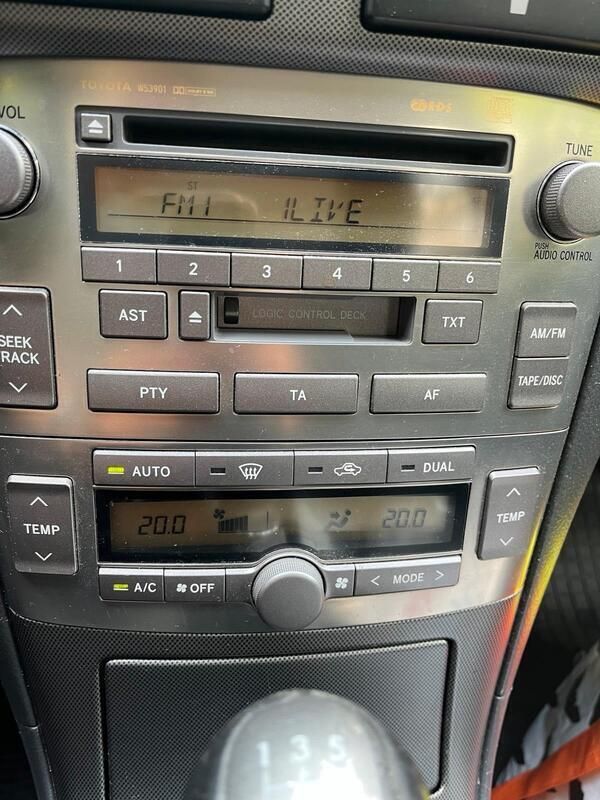 TOYOTA W53901 DOLBY B NR
R·D·S
VOL
TUNE
ST
FM1 1LIVE
PUSH
AUDIO CONTROL
1 2 3 4 5 6
SEEK
TRACK
AST
LOGIC CONTROL DECK
TXT
AM/FM
TAPE/DISC
PTY TA AF
AUTO DUAL
TEMP
20.0 20.0
TEMP
A/C OFF < MODE >
1 3 5